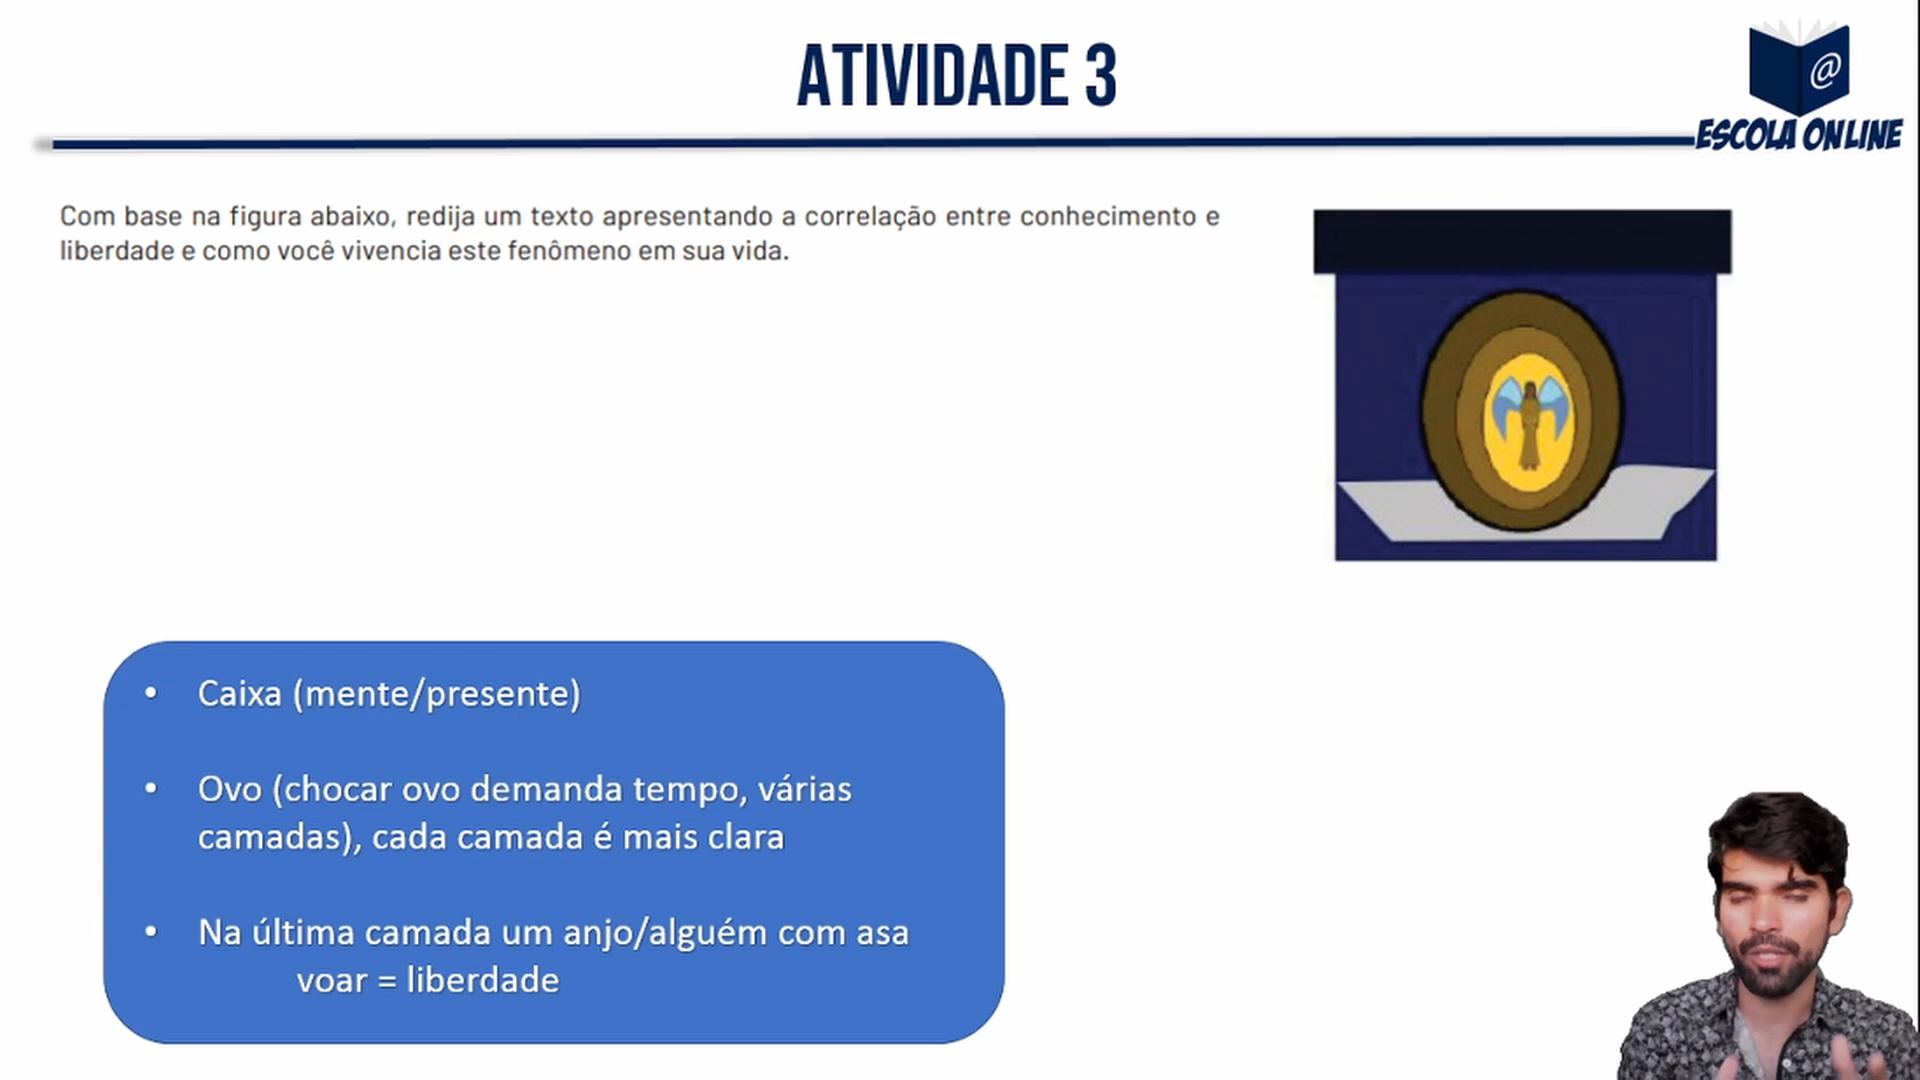 ATIVIDADE 3
@
ESCOLA ONLINE
Com base na figura abaixo, redija um texto apresentando a correlação entre conhecimento e
liberdade e como você vivencia este fenômeno em sua vida.
• Caixa (mente/presente)
• Ovo (chocar ovo demanda tempo, várias
camadas), cada camada é mais clara
• Na última camada um anjo/alguém com asa
voar = liberdade